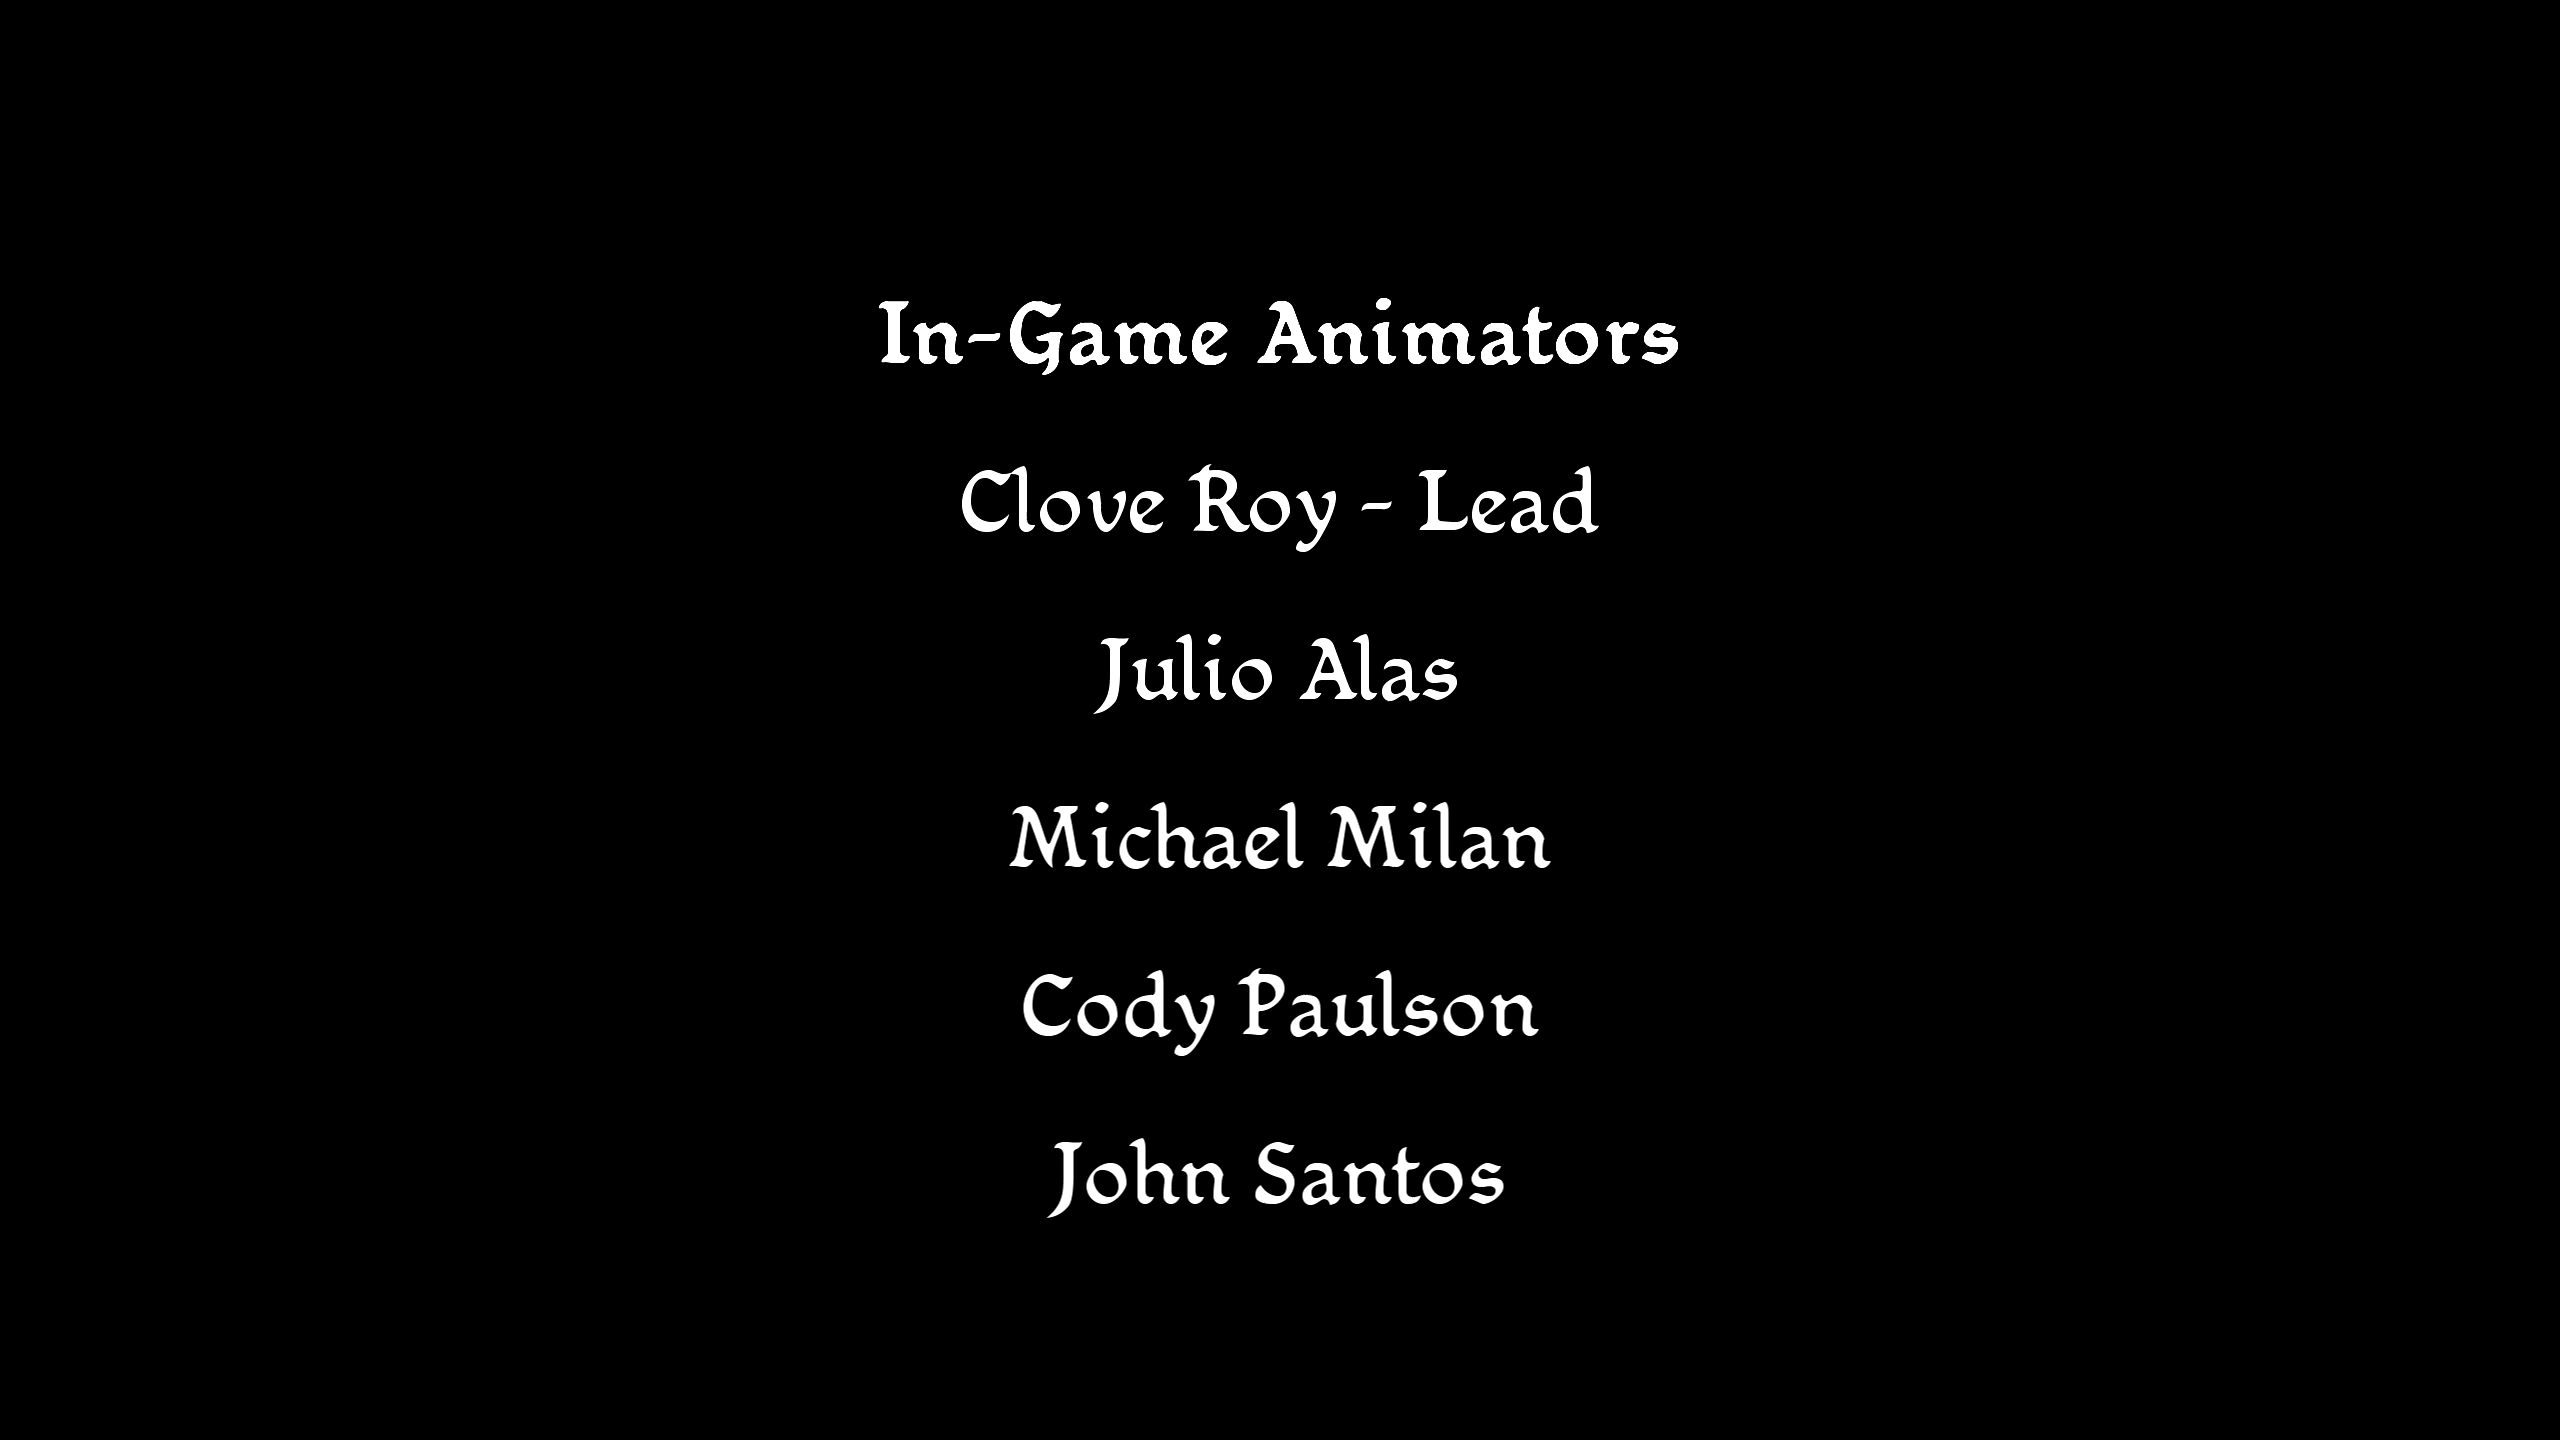 In-Game Animators
Clove Roy - Lead
Julio Alas
Michael Milan
Cody Paulson
John Santos